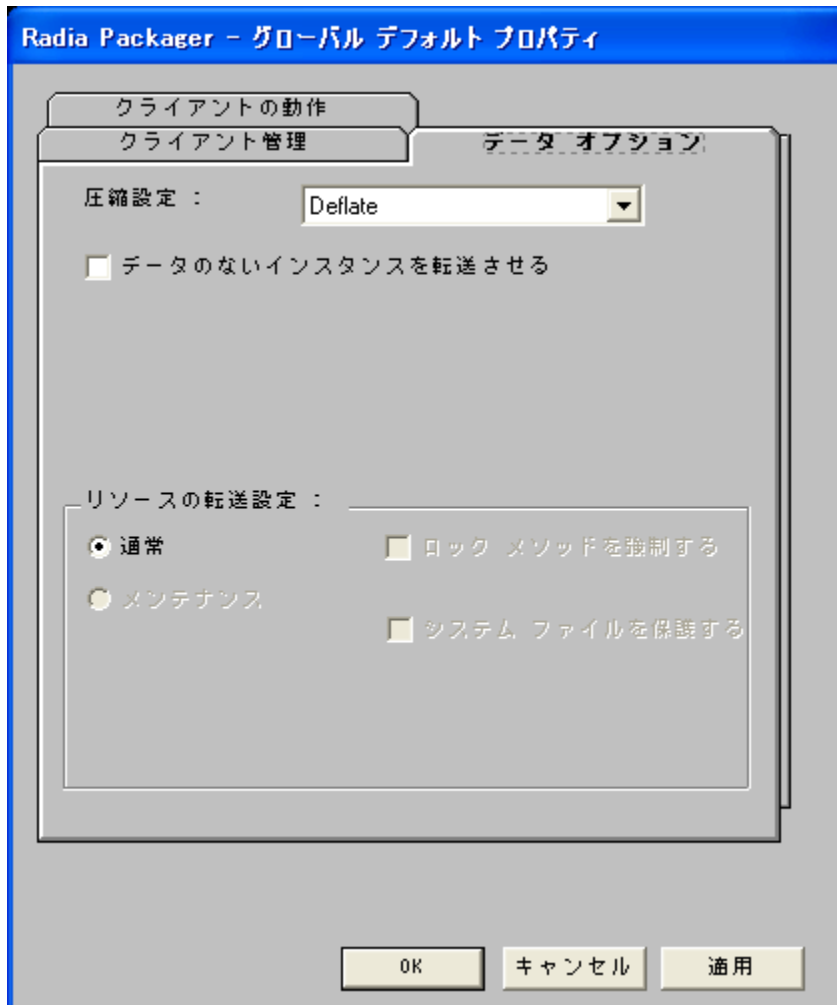 Radia Packager - グローバル デフォルト プロパティ
クライアントの動作
クライアント管理
データ オプション
圧縮設定 :
Deflate
データのないインスタンスを転送させる
リソースの転送設定 :
通常
ロック メソッドを強制する
メンテナンス
システム ファイルを保護する
OK
キャンセル
適用